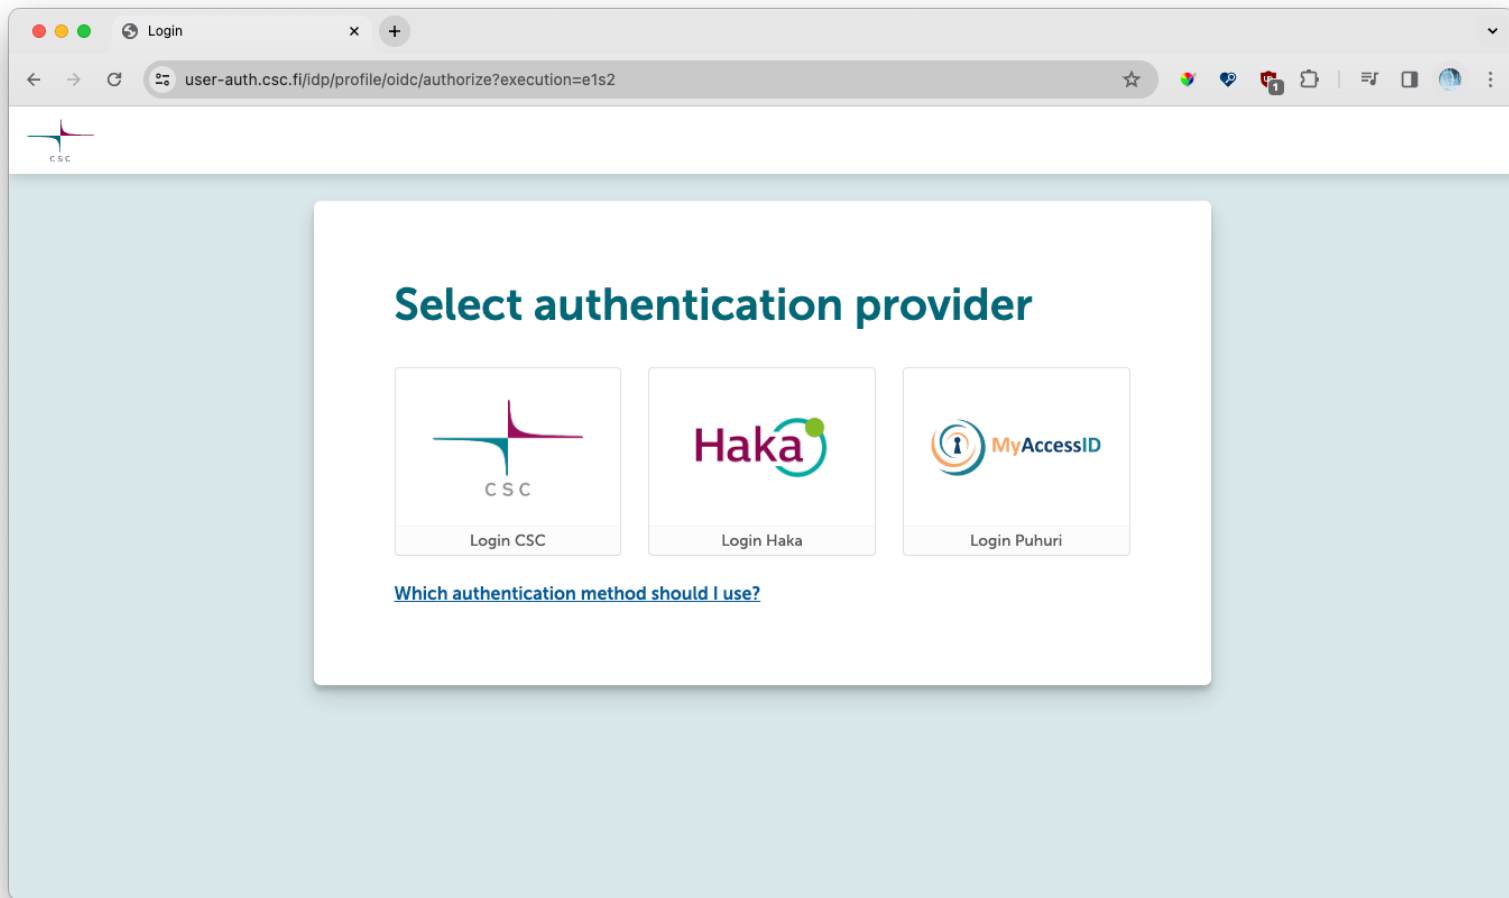 Login
user-auth.csc.fi/idp/profile/oidc/authorize?execution=e1s2
1
CSC
Select authentication provider
CSC
Haka
MyAccessID
Login CSC
Login Haka
Login Puhuri
Which authentication method should I use?